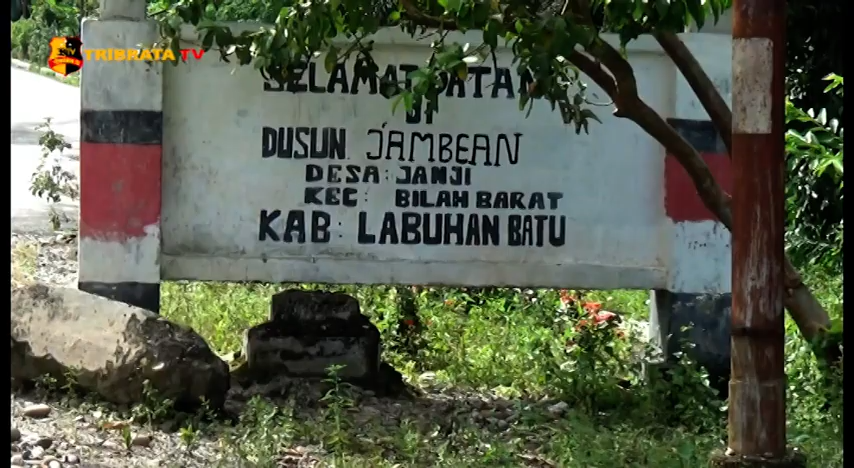 TRIBRATA TV
SELAMAT DATANG
DI
DUSUN JAMBEAN
DESA: JANJI
KEC: BILAH BARAT
KAB: LABUHAN BATU